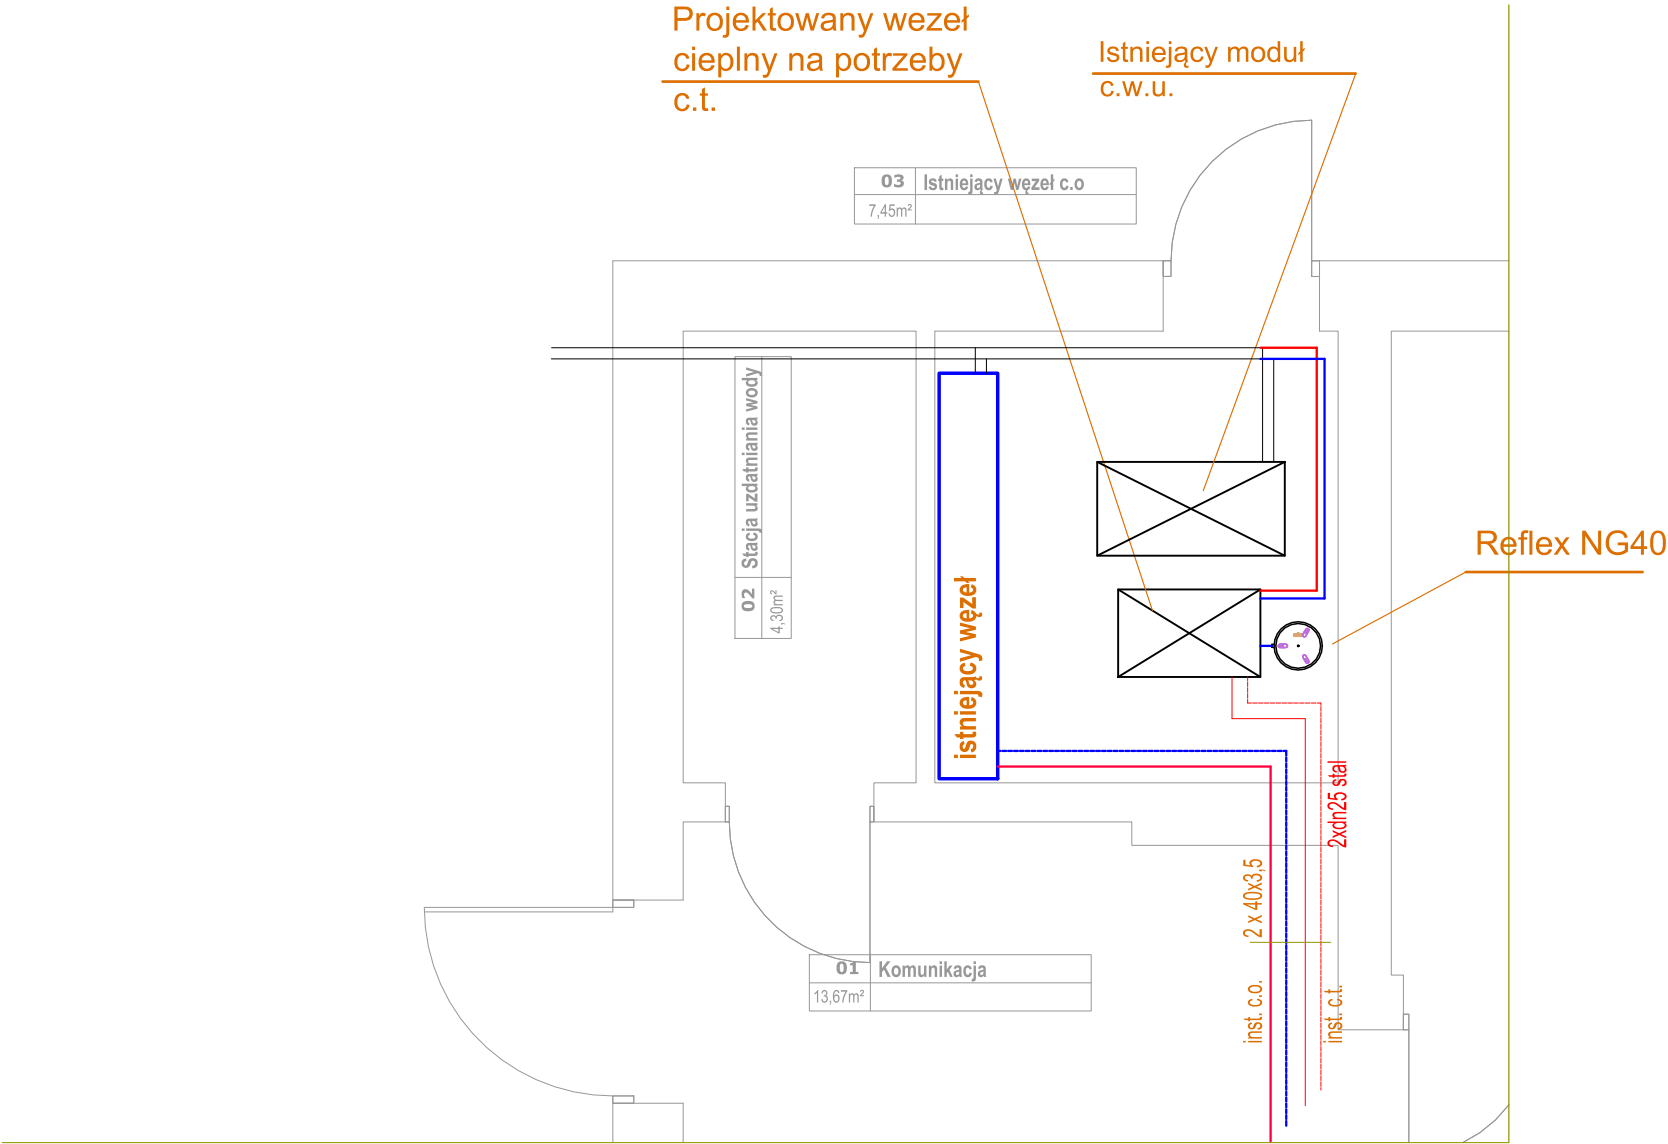 Projektowany wezeł
cieplny na potrzeby
c.t.
Istniejący moduł
c.w.u.
03 Istniejący węzeł c.o
7,45m²
02 Stacja uzdatniania wody
4,30m²
istniejący węzeł
Reflex NG40
2xdn25 stal
2 x 40x3,5
inst. c.o.
inst. c.t.
01 Komunikacja
13,67m²